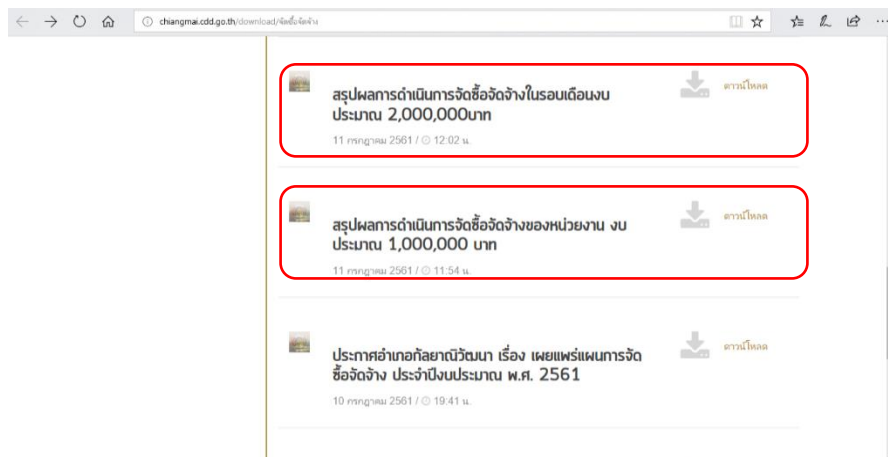 chiangmai.cdd.go.th/download/จัดซื้อจัดจ้าง
สรุปผลการดำเนินการจัดซื้อจัดจ้างในรอบเดือนงบ
ประมาณ 2,000,000บาท
11 กรกฎาคม 2561 / 12:02 น.
ดาวน์โหลด
สรุปผลการดำเนินการจัดซื้อจัดจ้างของหน่วยงาน งบ
ประมาณ 1,000,000 บาท
11 กรกฎาคม 2561 / 11:54 น.
ดาวน์โหลด
ประกาศอำเภอกัลยาณิวัฒนา เรื่อง เผยแพร่แผนการจัด
ซื้อจัดจ้าง ประจำปีงบประมาณ พ.ศ. 2561
10 กรกฎาคม 2561 / 19:41 น.
ดาวน์โหลด